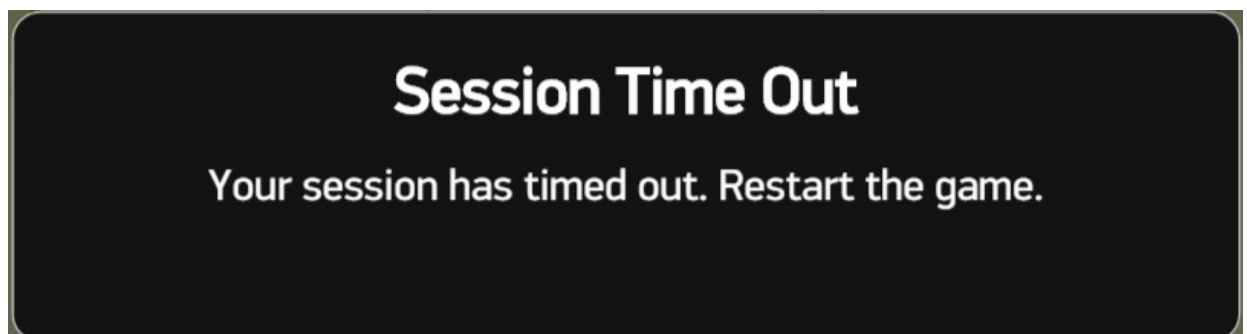 Session Time Out
Your session has timed out. Restart the game.